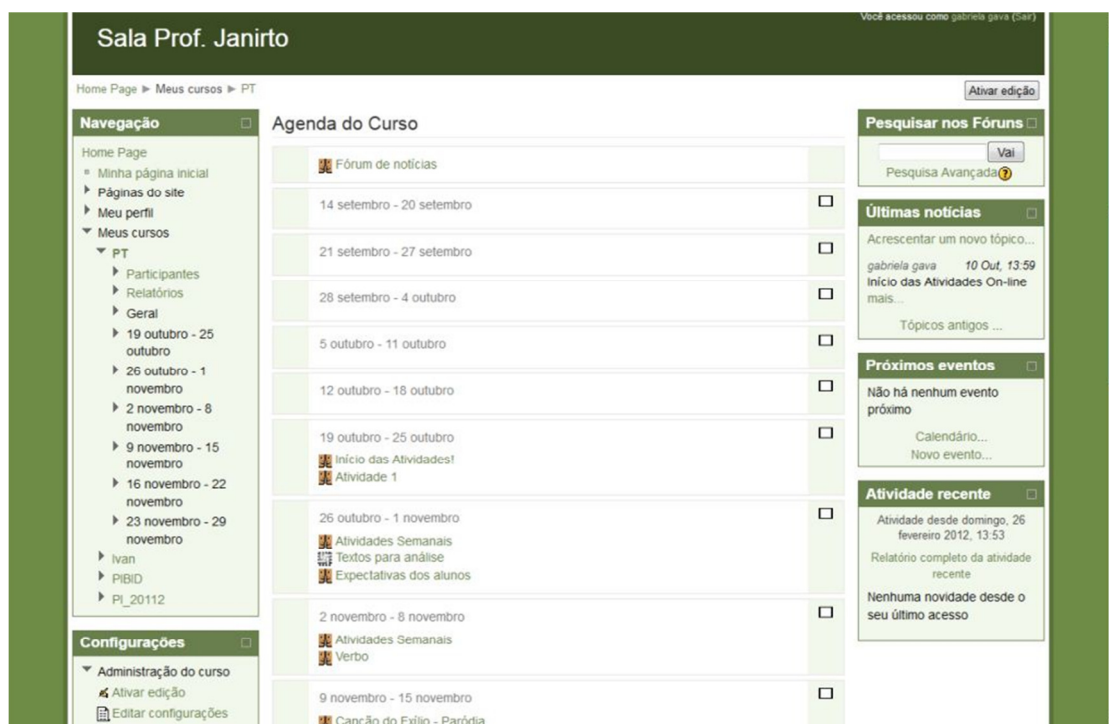 Você acessou como gabriela gava (Sair)
Sala Prof. Janirto
Home Page ► Meus cursos ► PT
Ativar edição
Navegação
Home Page
Minha página inicial
Páginas do site
Meu perfil
Meus cursos
PT
Participantes
Relatórios
Geral
19 outubro - 25
outubro
26 outubro - 1
novembro
2 novembro - 8
novembro
9 novembro - 15
novembro
16 novembro - 22
novembro
23 novembro - 29
novembro
Ivan
PIBID
PI_20112
Configurações
Administração do curso
Ativar edição
Editar configurações
Agenda do Curso
Fórum de notícias
14 setembro - 20 setembro
21 setembro - 27 setembro
28 setembro - 4 outubro
5 outubro - 11 outubro
12 outubro - 18 outubro
19 outubro - 25 outubro
Início das Atividades!
Atividade 1
26 outubro - 1 novembro
Atividades Semanais
Textos para análise
Expectativas dos alunos
2 novembro - 8 novembro
Atividades Semanais
Verbo
9 novembro - 15 novembro
Canção do Exílio - Paródia
Pesquisar nos Fóruns
Vai
Pesquisa Avançada
Últimas notícias
Acrescentar um novo tópico...
gabriela gava 10 Out, 13:59
Início das Atividades On-line
mais...
Tópicos antigos ...
Próximos eventos
Não há nenhum evento
próximo
Calendário...
Novo evento...
Atividade recente
Atividade desde domingo, 26
fevereiro 2012, 13:53
Relatório completo da atividade
recente
Nenhuma novidade desde o
seu último acesso